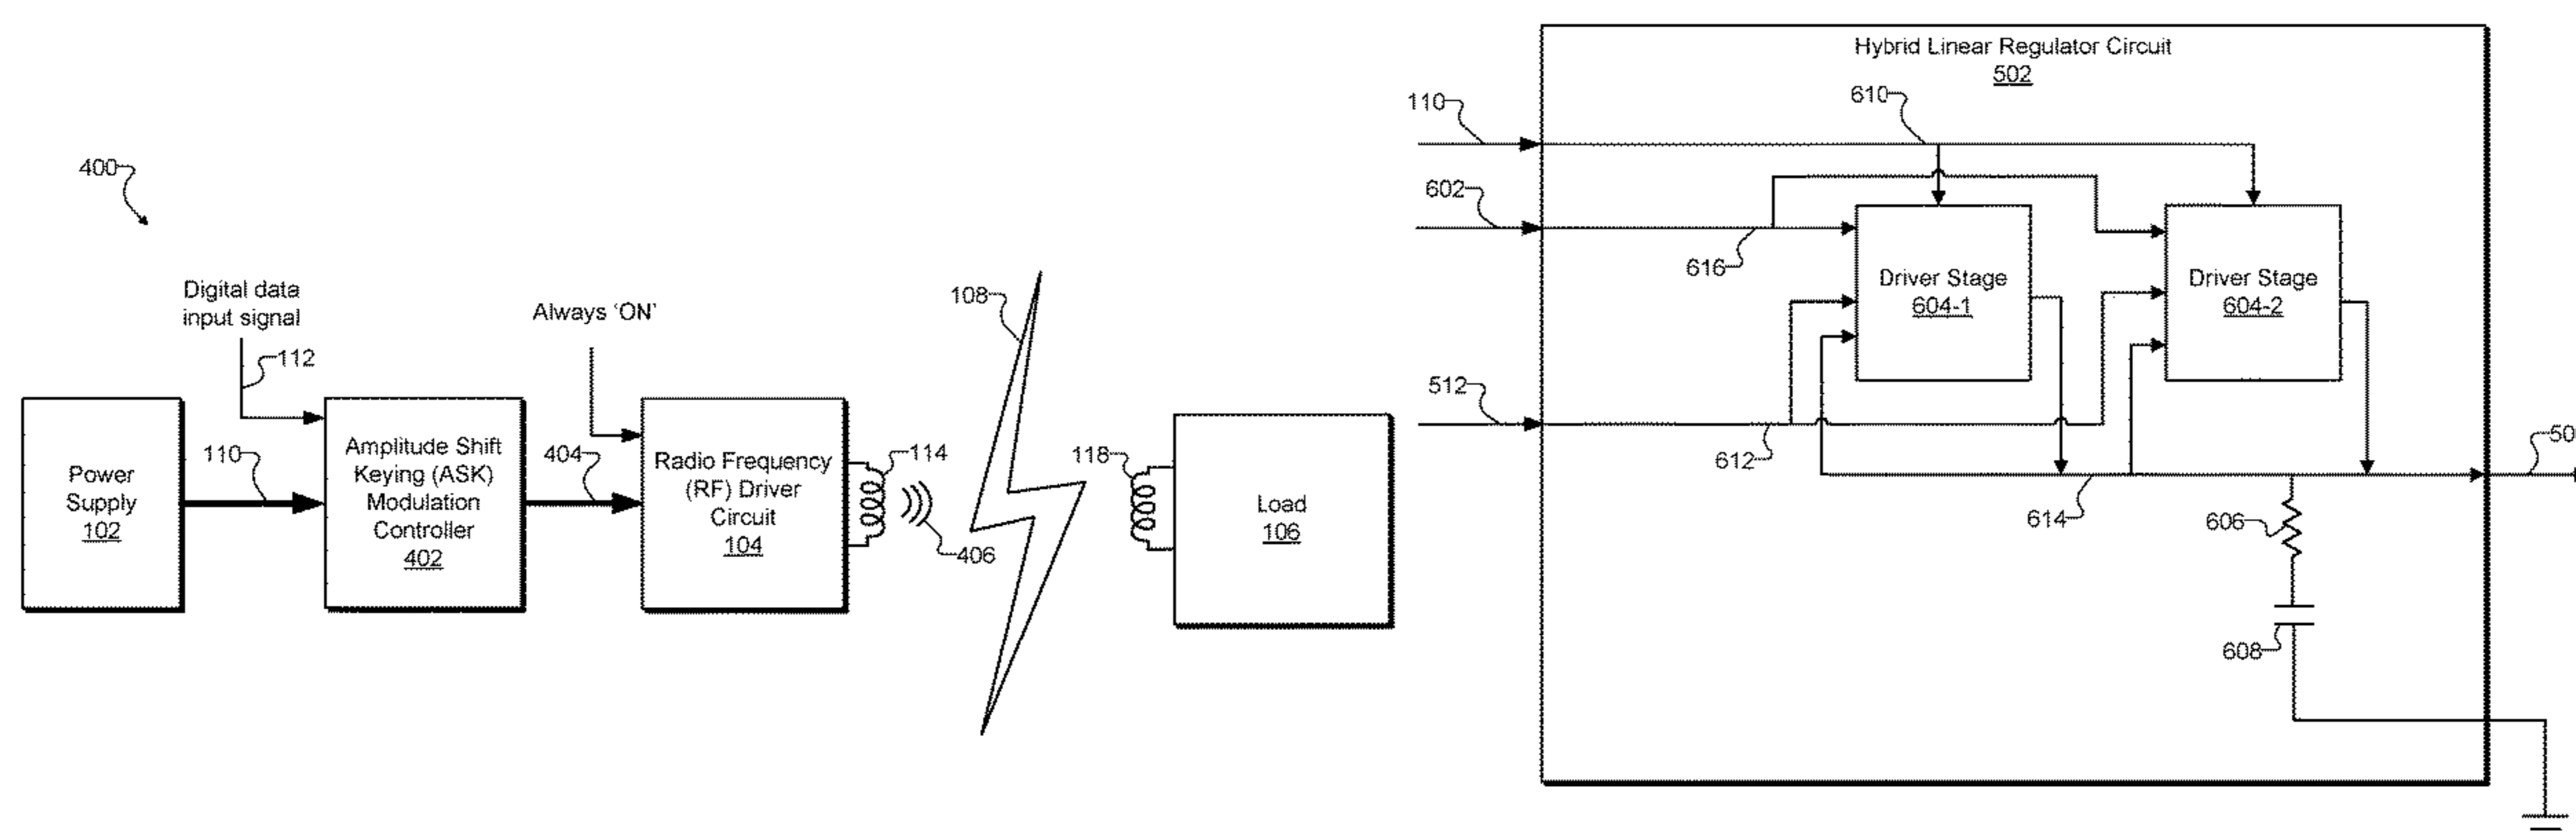 400
Digital data
input signal
112
Always 'ON'
Power
Supply
102
110
Amplitude Shift
Keying (ASK)
Modulation
Controller
402
404
Radio Frequency
(RF) Driver
Circuit
104
114
406
108
118
Load
106
Hybrid Linear Regulator Circuit
502
110
610
602
616
Driver Stage
604-1
Driver Stage
604-2
512
612
614
606
608